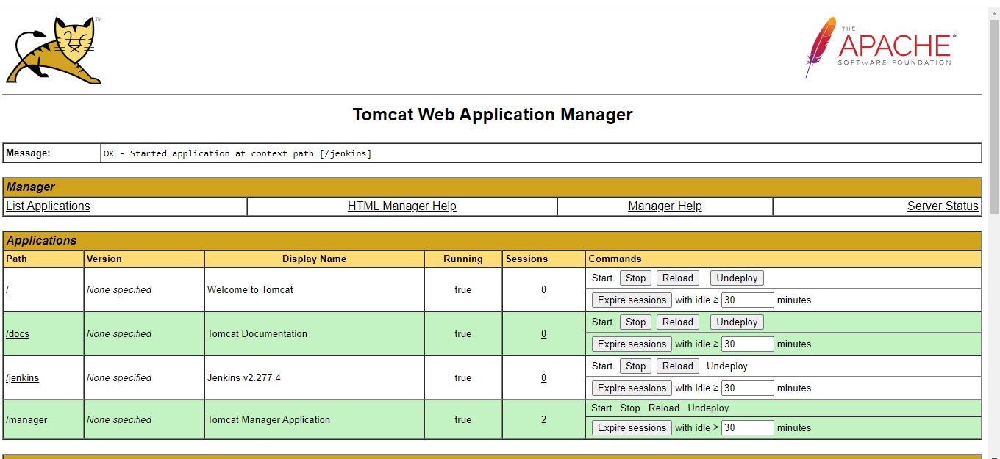 TM
THE
APACHE®
SOFTWARE FOUNDATION
Tomcat Web Application Manager
Message: OK - Started application at context path [/jenkins]
Manager
List Applications HTML Manager Help Manager Help Server Status
Applications
Path Version Display Name Running Sessions Commands
/ None specified Welcome to Tomcat true 0 Start Stop Reload Undeploy
Expire sessions with idle ≥ 30 minutes
/docs None specified Tomcat Documentation true 0 Start Stop Reload Undeploy
Expire sessions with idle ≥ 30 minutes
/jenkins None specified Jenkins v2.277.4 true 0 Start Stop Reload Undeploy
Expire sessions with idle ≥ 30 minutes
/manager None specified Tomcat Manager Application true 2 Start Stop Reload Undeploy
Expire sessions with idle ≥ 30 minutes